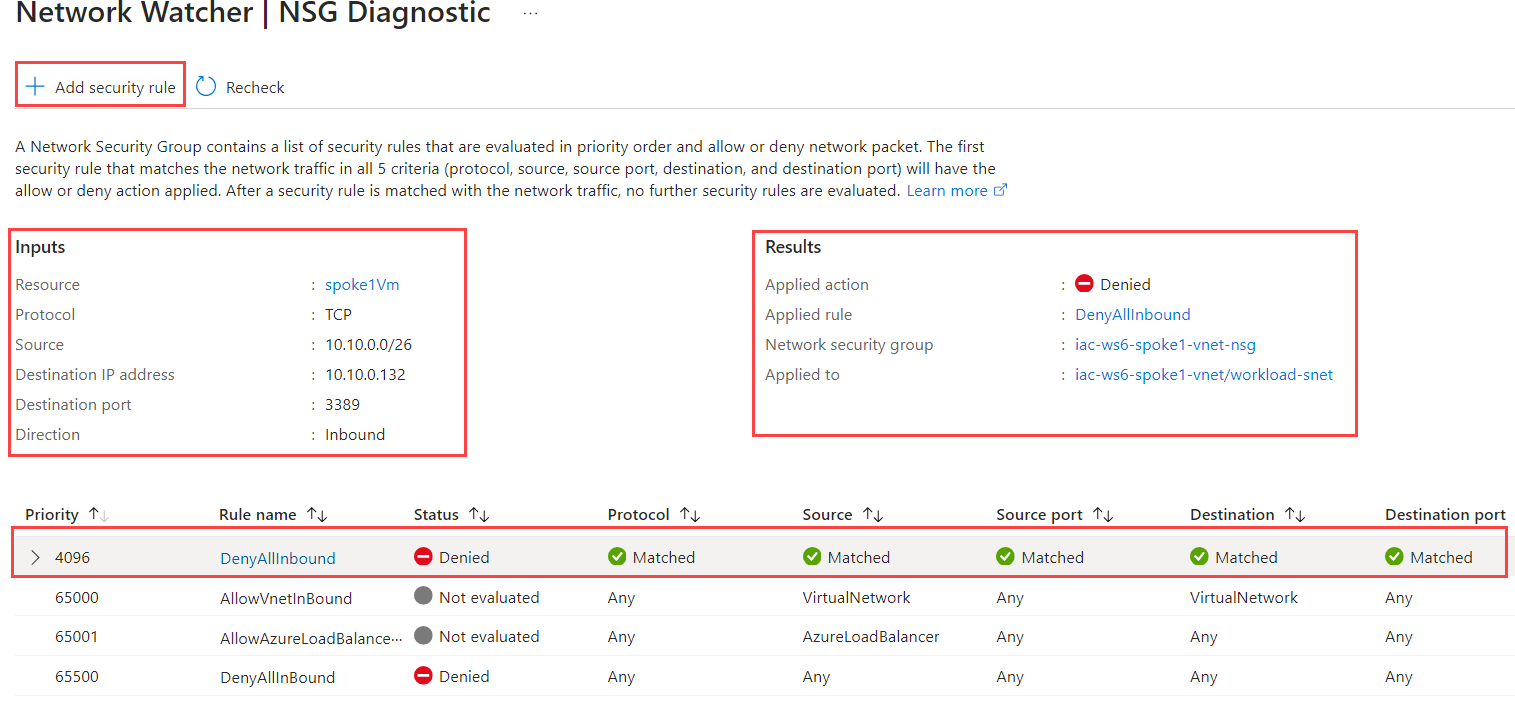 Network Watcher | NSG Diagnostic ...
Add security rule Recheck
A Network Security Group contains a list of security rules that are evaluated in priority order and allow or deny network packet. The first
security rule that matches the network traffic in all 5 criteria (protocol, source, source port, destination, and destination port) will have the
allow or deny action applied. After a security rule is matched with the network traffic, no further security rules are evaluated. Learn more
Inputs
Resource : spoke1Vm
Protocol : TCP
Source : 10.10.0.0/26
Destination IP address : 10.10.0.132
Destination port : 3389
Direction : Inbound
Results
Applied action : Denied
Applied rule : DenyAllInbound
Network security group : iac-ws6-spoke1-vnet-nsg
Applied to : iac-ws6-spoke1-vnet/workload-snet
Priority Rule name Status Protocol Source Source port Destination Destination port
4096 DenyAllInbound Denied Matched Matched Matched Matched Matched
65000 AllowVnetInBound Not evaluated Any VirtualNetwork Any VirtualNetwork Any
65001 AllowAzureLoadBalance... Not evaluated Any AzureLoadBalancer Any Any Any
65500 DenyAllInBound Denied Any Any Any Any Any